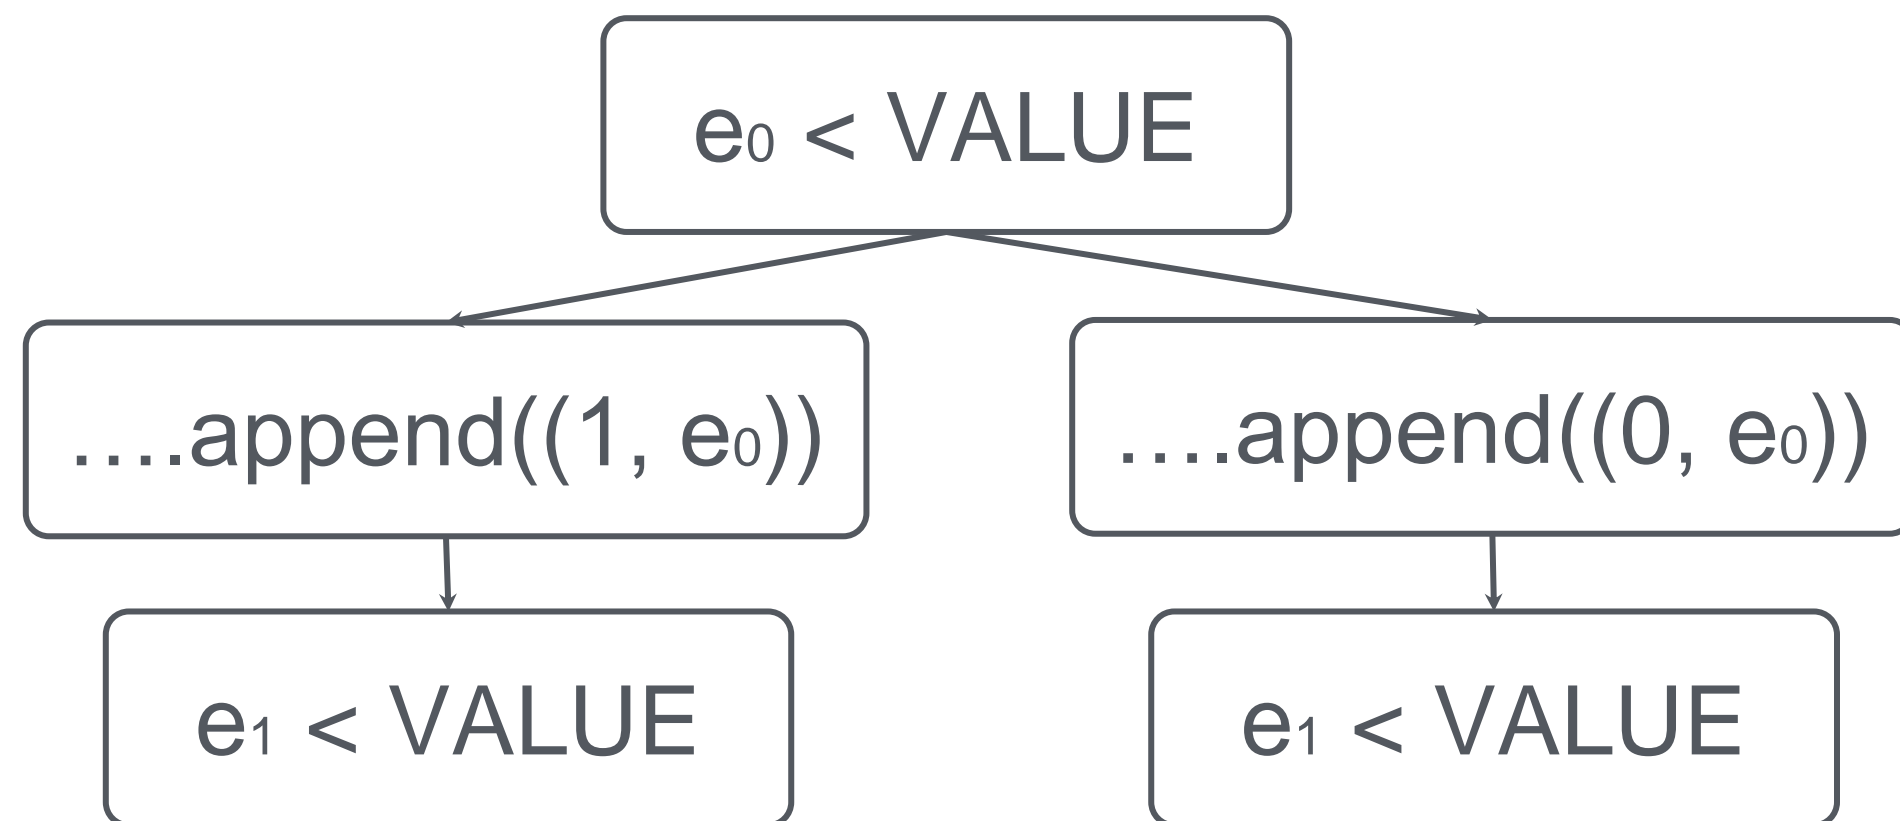 e₀ < VALUE
….append((1, e₀))
….append((0, e₀))
e₁ < VALUE
e₁ < VALUE